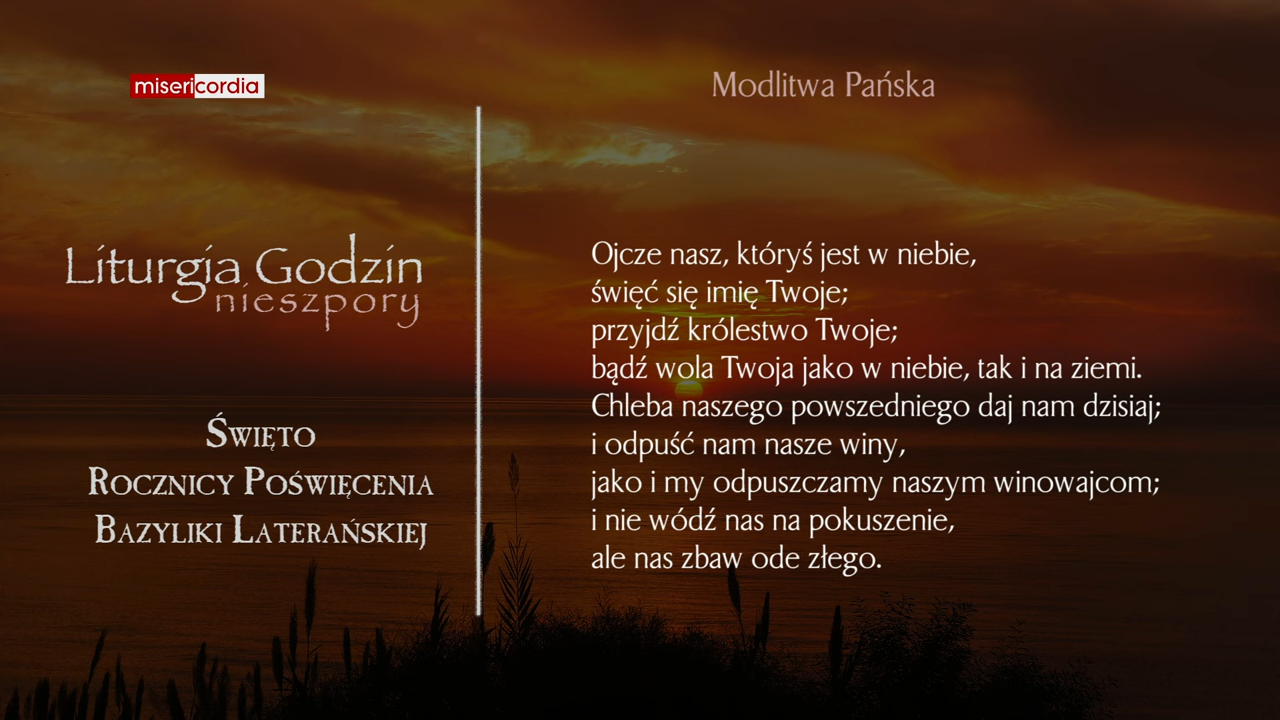 misericordia
Liturgia Godzin
nieszpory
Święto
Rocznicy Poświęcenia
Bazyliki Laterańskiej
Modlitwa Pańska
Ojcze nasz, któryś jest w niebie,
święć się imię Twoje;
przyjdź królestwo Twoje;
bądź wola Twoja jako w niebie, tak i na ziemi.
Chleba naszego powszedniego daj nam dzisiaj;
i odpuść nam nasze winy,
jako i my odpuszczamy naszym winowajcom;
i nie wódź nas na pokuszenie,
ale nas zbaw ode złego.